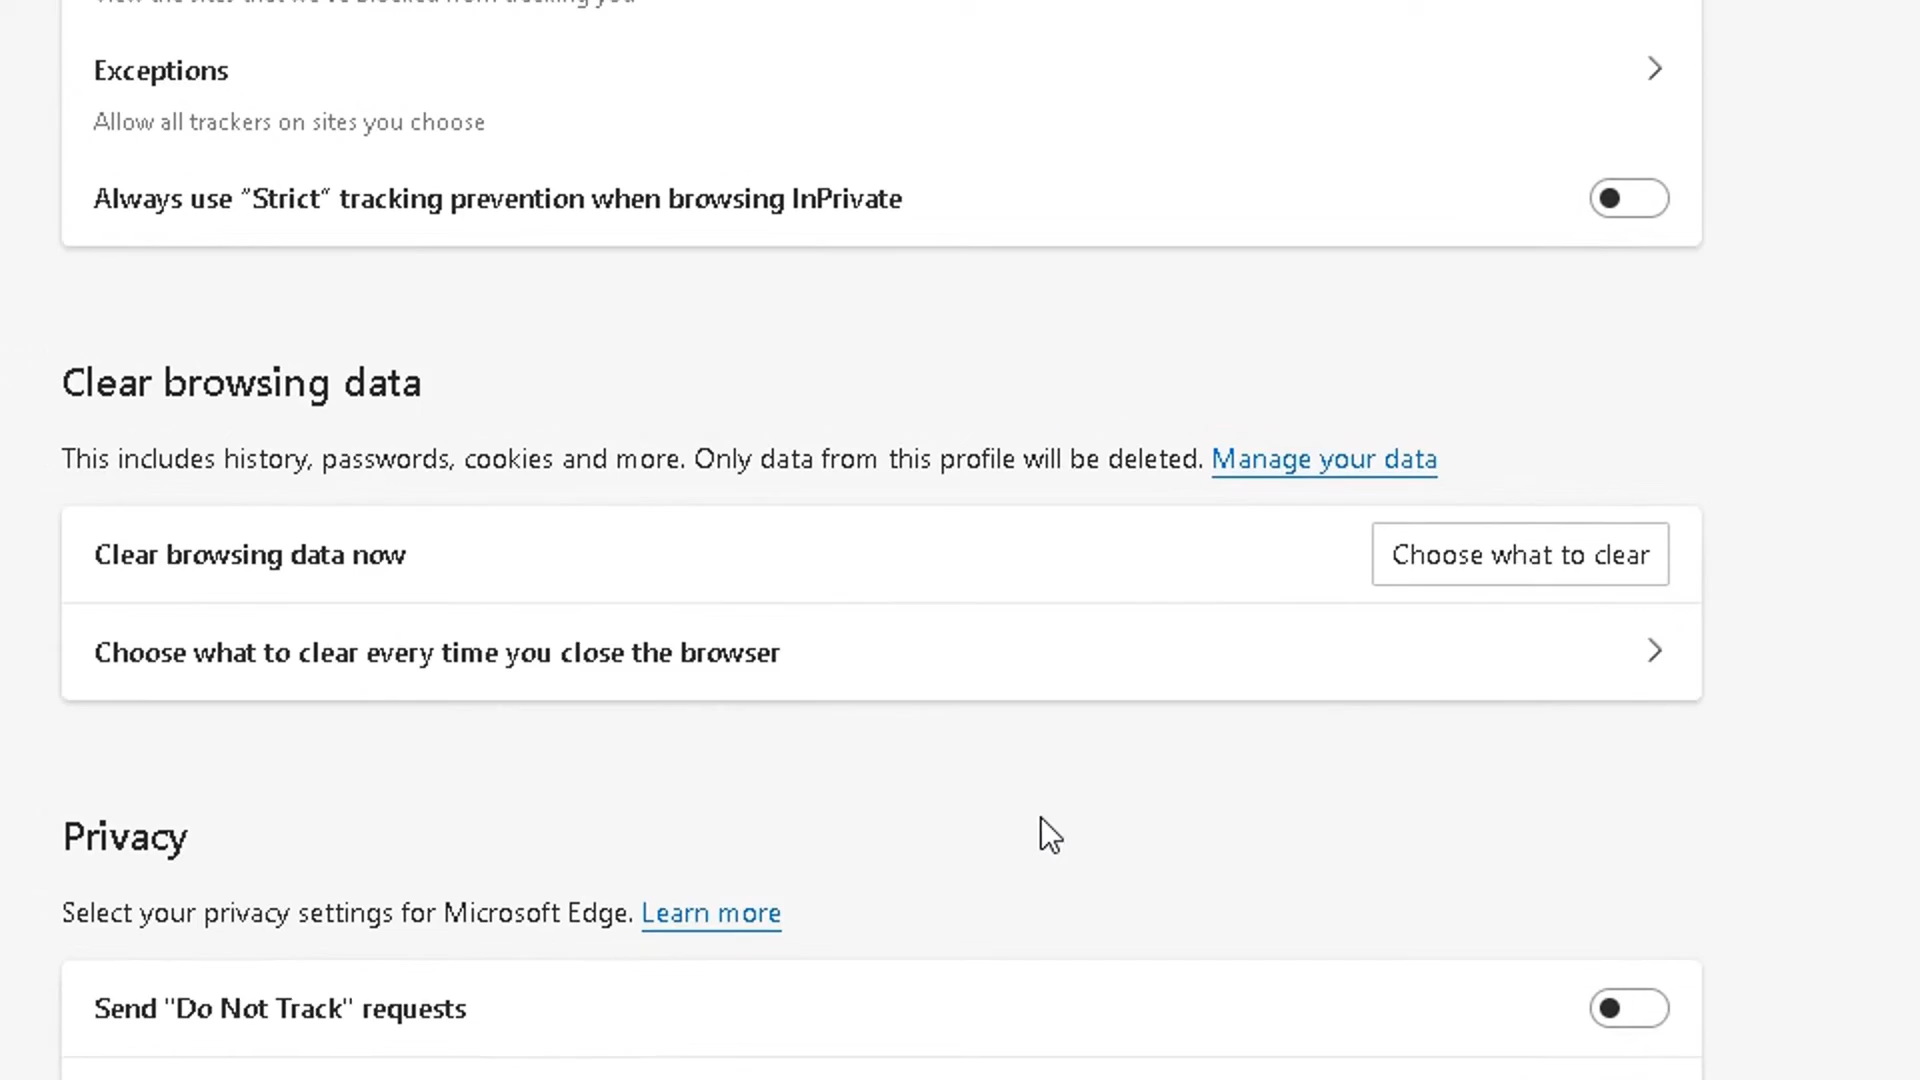 Exceptions
Allow all trackers on sites you choose
Always use “Strict” tracking prevention when browsing InPrivate
Clear browsing data
This includes history, passwords, cookies and more. Only data from this profile will be deleted. Manage your data
Clear browsing data now
Choose what to clear
Choose what to clear every time you close the browser
Privacy
Select your privacy settings for Microsoft Edge. Learn more
Send "Do Not Track" requests